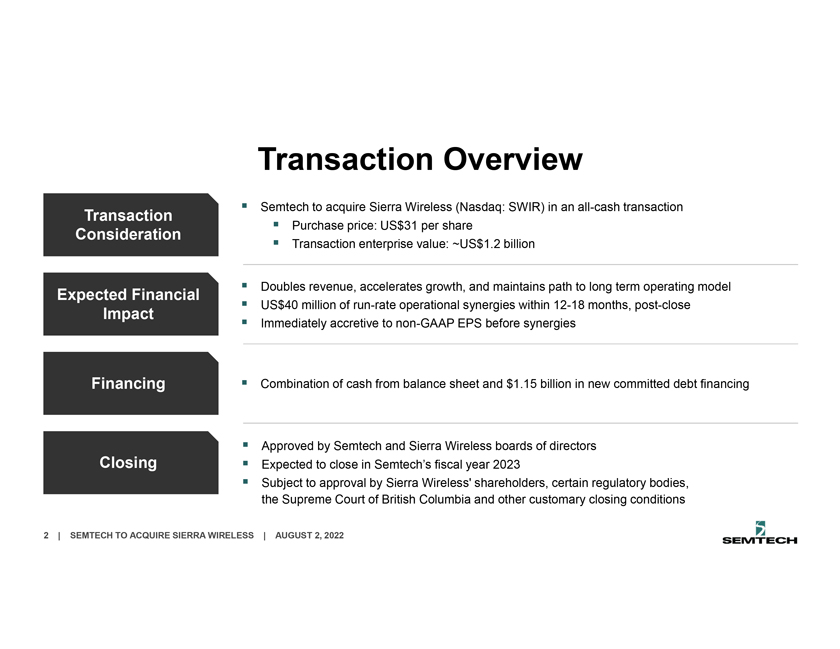 Transaction Overview
Transaction
Consideration
▪ Semtech to acquire Sierra Wireless (Nasdaq: SWIR) in an all-cash transaction
▪ Purchase price: US$31 per share
▪ Transaction enterprise value: ~US$1.2 billion
Expected Financial
Impact
▪ Doubles revenue, accelerates growth, and maintains path to long term operating model
▪ US$40 million of run-rate operational synergies within 12-18 months, post-close
▪ Immediately accretive to non-GAAP EPS before synergies
Financing
▪ Combination of cash from balance sheet and $1.15 billion in new committed debt financing
Closing
▪ Approved by Semtech and Sierra Wireless boards of directors
▪ Expected to close in Semtech’s fiscal year 2023
▪ Subject to approval by Sierra Wireless' shareholders, certain regulatory bodies,
the Supreme Court of British Columbia and other customary closing conditions
2 | SEMTECH TO ACQUIRE SIERRA WIRELESS | AUGUST 2, 2022
SEMTECH